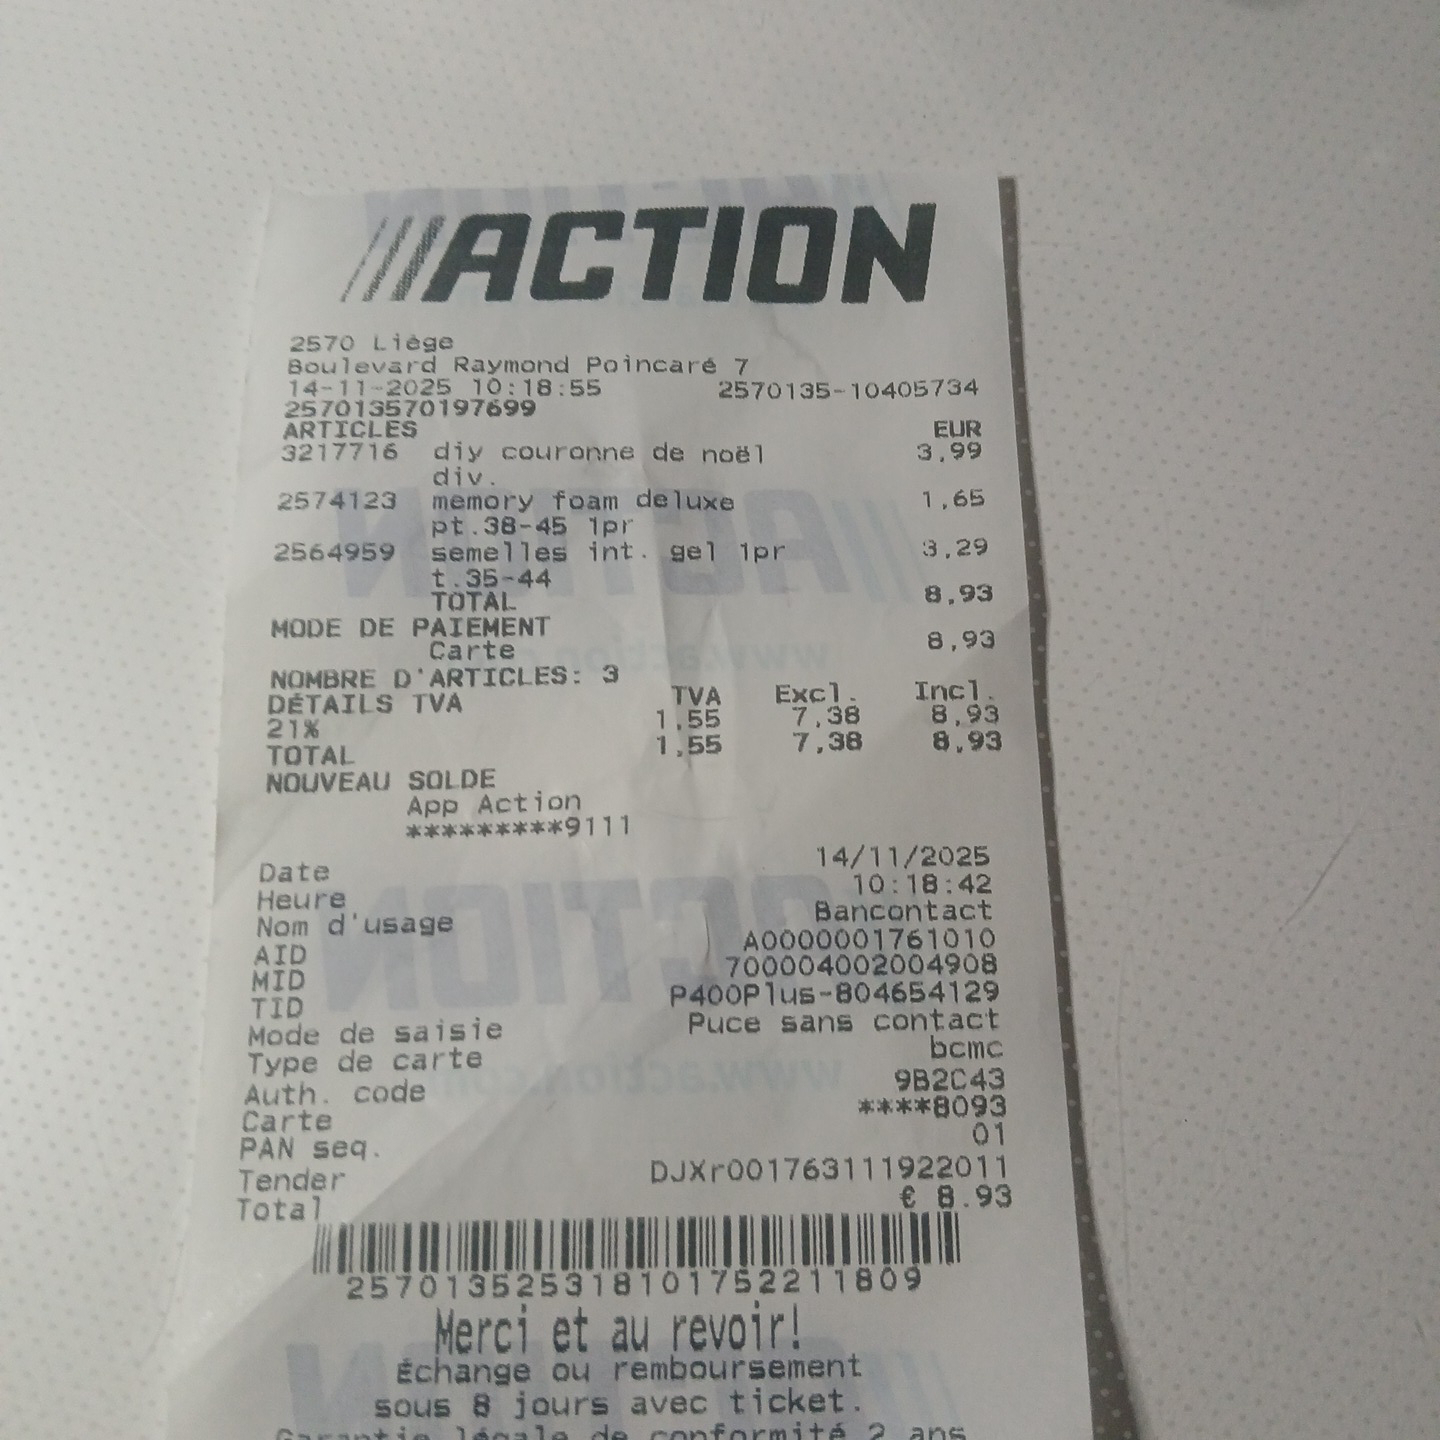 ///ACTION
2570 Liège
Boulevard Raymond Poincaré 7
14-11-2025 10:18:55 2570135-10405734
257013570197699
ARTICLES EUR
3217716 diy couronne de noël 3,99
div.
2574123 memory foam deluxe 1,65
pt.38-45 1pr
2564959 semelles int. gel 1pr 3,29
t.35-44
TOTAL 8,93
MODE DE PAIEMENT
Carte 8,93
NOMBRE D'ARTICLES: 3
DÉTAILS TVA TVA Excl. Incl.
21% 1,55 7,38 8,93
TOTAL 1,55 7,38 8,93
NOUVEAU SOLDE
App Action
*********9111
Date 14/11/2025
Heure 10:18:42
Nom d'usage Bancontact
AID A0000001761010
MID 700004002004908
TID P400Plus-804654129
Mode de saisie Puce sans contact
Type de carte bcmc
Auth. code 9B2C43
Carte ****8093
PAN seq. 01
Tender DJXr001763111922011
Total € 8.93
257013525318101752211809
Merci et au revoir!
Échange ou remboursement
sous 8 jours avec ticket.
Garantie légale de conformité 2 ans